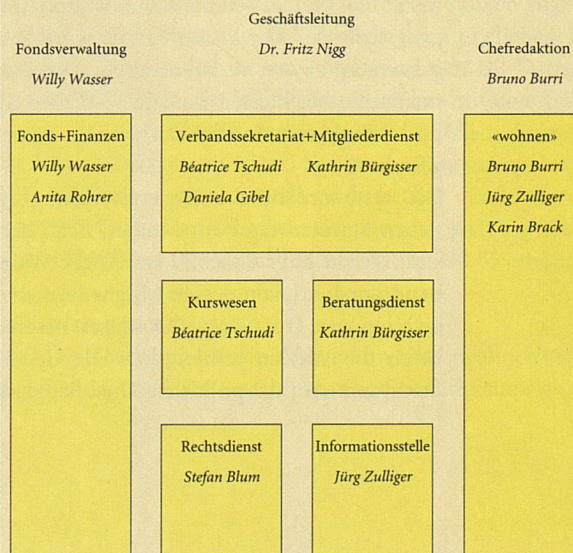 Geschäftsleitung
Dr. Fritz Nigg
Fondsverwaltung
Willy Wasser
Chefredaktion
Bruno Burri
Fonds+Finanzen
Willy Wasser
Anita Rohrer
Verbandssekretariat+Mitgliederdienst
Béatrice Tschudi Kathrin Bürgisser
Daniela Gibel
«wohnen»
Bruno Burri
Jürg Zulliger
Karin Brack
Kurswesen
Béatrice Tschudi
Beratungsdienst
Kathrin Bürgisser
Rechtsdienst
Stefan Blum
Informationsstelle
Jürg Zulliger